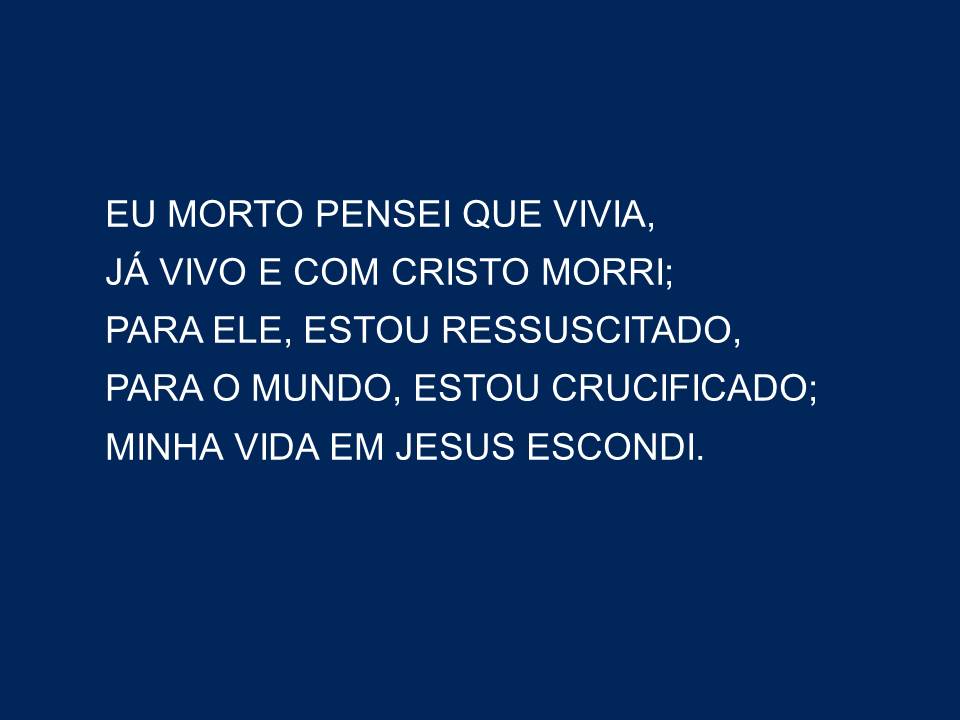 EU MORTO PENSEI QUE VIVIA,
JÁ VIVO E COM CRISTO MORRI;
PARA ELE, ESTOU RESSUSCITADO,
PARA O MUNDO, ESTOU CRUCIFICADO;
MINHA VIDA EM JESUS ESCONDI.